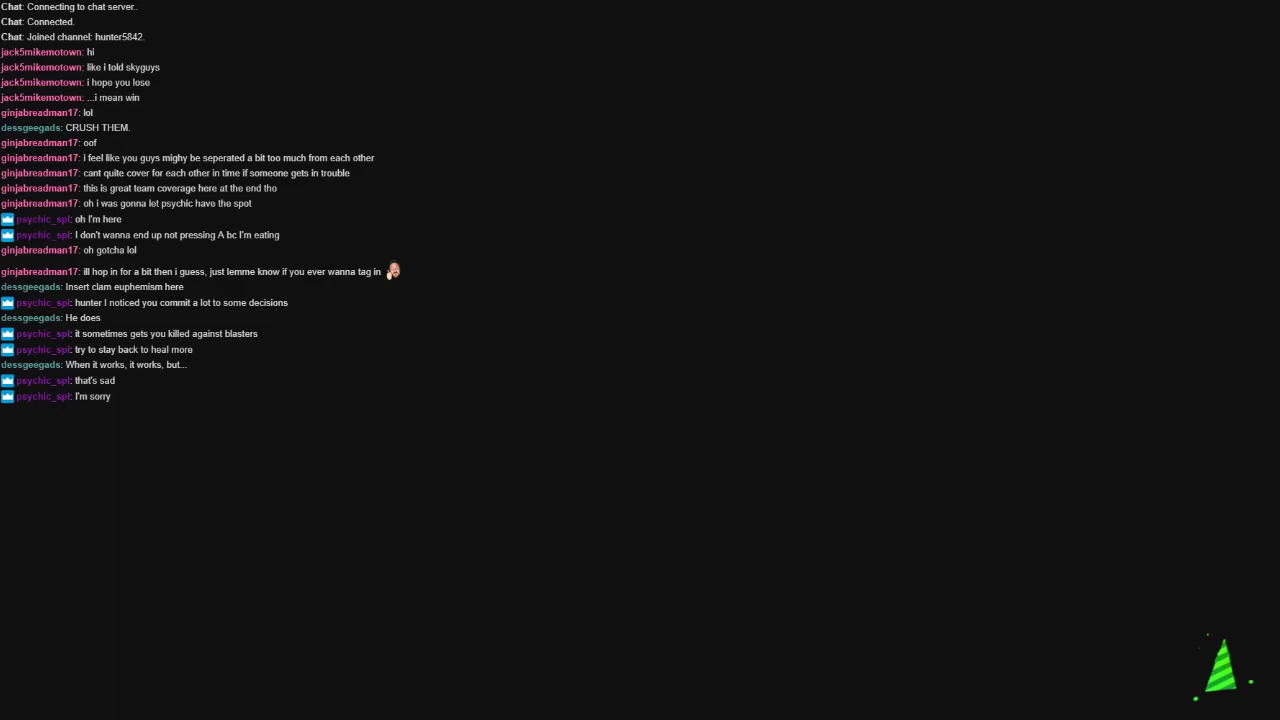 Chat: Connecting to chat server..
Chat: Connected.
Chat: Joined channel: hunter5842.
jack5mikemotown: hi
jack5mikemotown: like i told skyguys
jack5mikemotown: i hope you lose
jack5mikemotown: ...i mean win
ginjabreadman17: lol
dessgeegads: CRUSH THEM.
ginjabreadman17: oof
ginjabreadman17: i feel like you guys mighy be seperated a bit too much from each other
ginjabreadman17: cant quite cover for each other in time if someone gets in trouble
ginjabreadman17: this is great team coverage here at the end tho
ginjabreadman17: oh i was gonna let psychic have the spot
psychic_spl: oh I'm here
psychic_spl: I don't wanna end up not pressing A bc I'm eating
ginjabreadman17: oh gotcha lol
ginjabreadman17: ill hop in for a bit then i guess, just lemme know if you ever wanna tag in
dessgeegads: Insert clam euphemism here
psychic_spl: hunter I noticed you commit a lot to some decisions
dessgeegads: He does
psychic_spl: it sometimes gets you killed against blasters
psychic_spl: try to stay back to heal more
dessgeegads: When it works, it works, but...
psychic_spl: that's sad
psychic_spl: I'm sorry